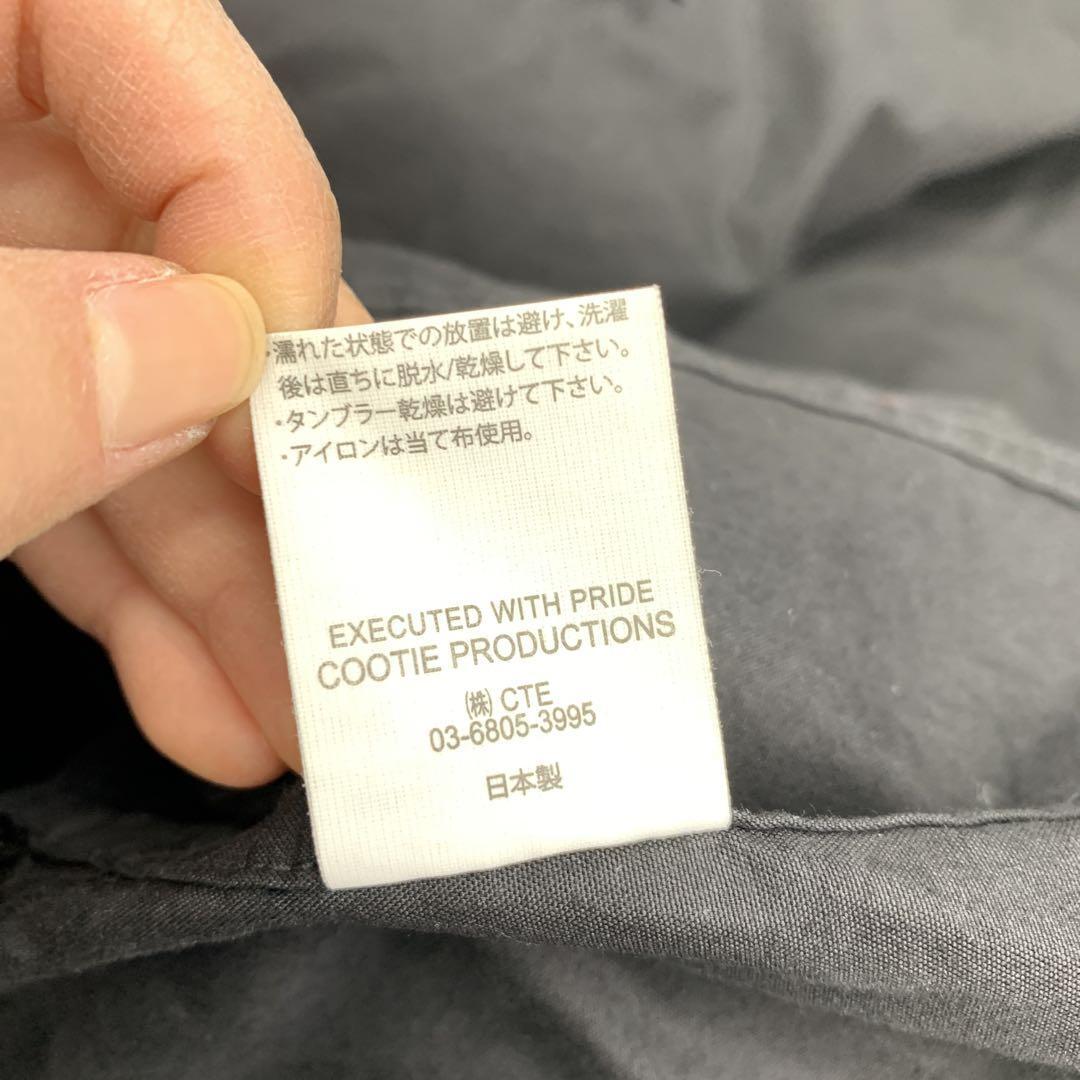 ・濡れた状態での放置は避け、洗濯
後は直ちに脱水/乾燥して下さい。
・タンブラー乾燥は避けて下さい。
・アイロンは当て布使用。
EXECUTED WITH PRIDE
COOTIE PRODUCTIONS
㈱ CTE
03-6805-3995
日本製